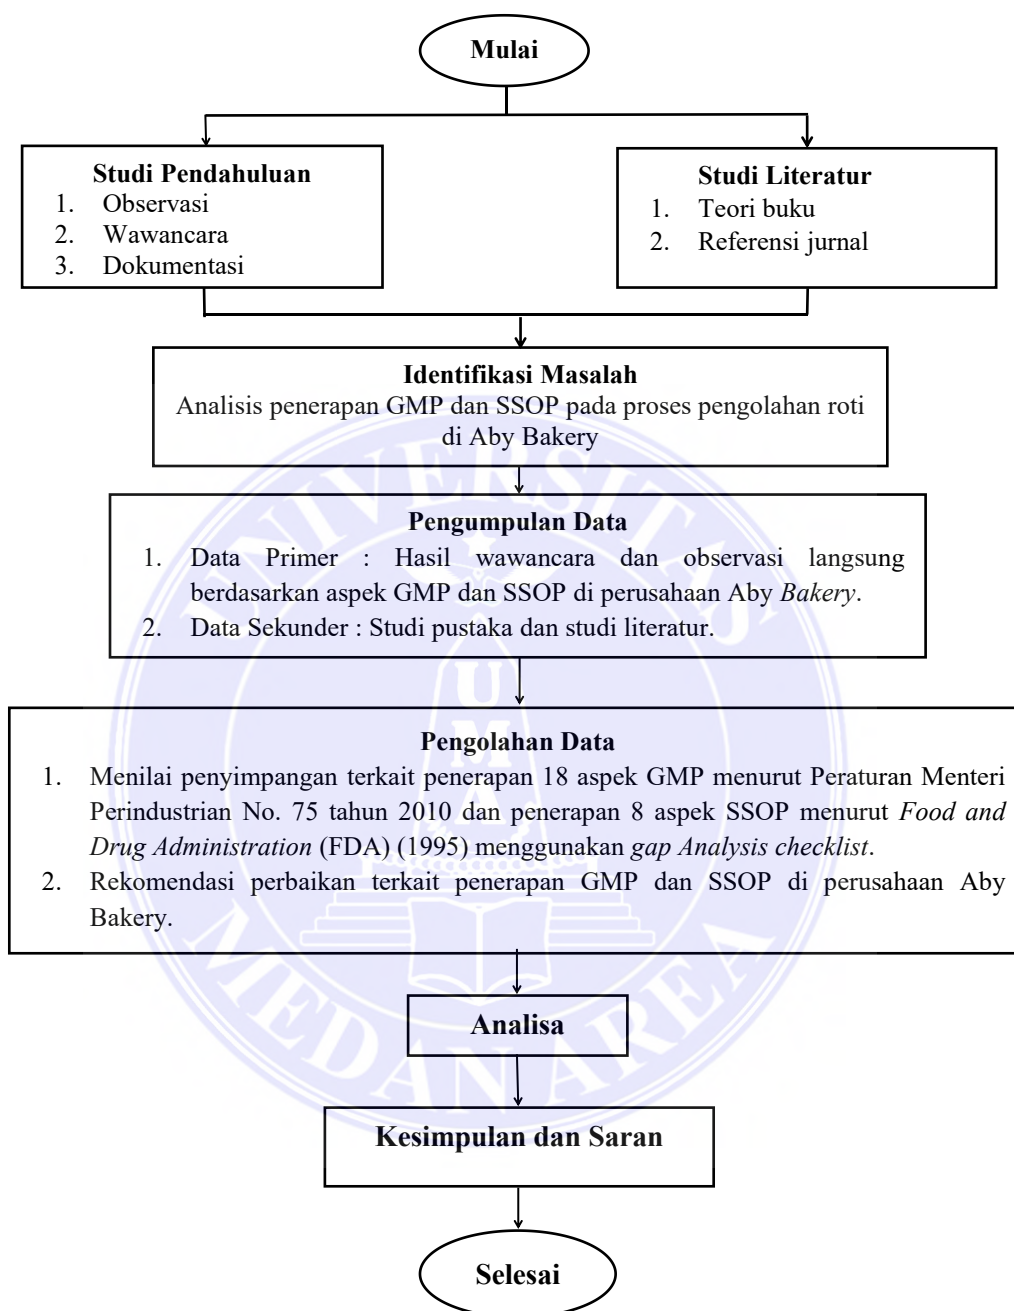 Mulai
Studi Pendahuluan
1. Observasi
2. Wawancara
3. Dokumentasi
Studi Literatur
1. Teori buku
2. Referensi jurnal
Identifikasi Masalah
Analisis penerapan GMP dan SSOP pada proses pengolahan roti
di Aby Bakery
Pengumpulan Data
1. Data Primer : Hasil wawancara dan observasi langsung
berdasarkan aspek GMP dan SSOP di perusahaan Aby Bakery.
2. Data Sekunder : Studi pustaka dan studi literatur.
Pengolahan Data
1. Menilai penyimpangan terkait penerapan 18 aspek GMP menurut Peraturan Menteri
Perindustrian No. 75 tahun 2010 dan penerapan 8 aspek SSOP menurut Food and
Drug Administration (FDA) (1995) menggunakan gap Analysis checklist.
2. Rekomendasi perbaikan terkait penerapan GMP dan SSOP di perusahaan Aby
Bakery.
Analisa
Kesimpulan dan Saran
Selesai
UNIVERSITAS
UMA
MEDAN AREA